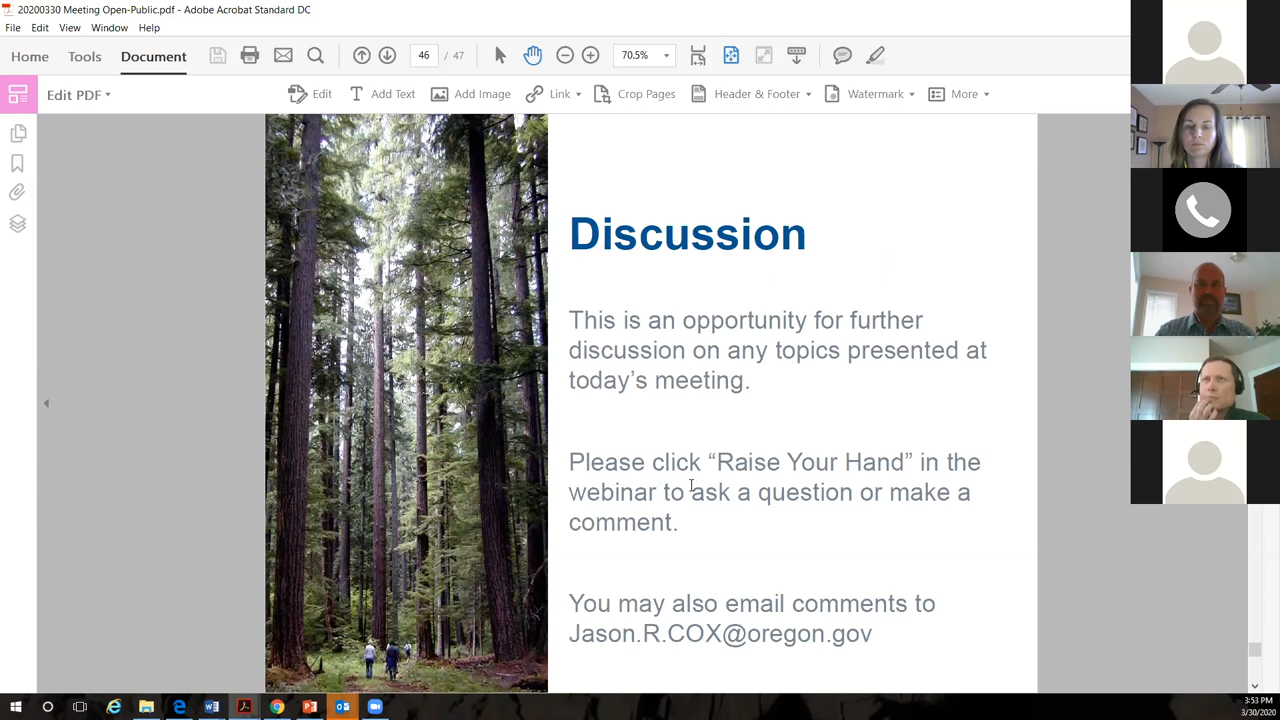 20200330 Meeting Open-Public.pdf - Adobe Acrobat Standard DC
File Edit View Window Help
Home Tools Document 46 / 47 70.5%
Edit PDF Edit Add Text Add Image Link Crop Pages Header & Footer Watermark More
Discussion
This is an opportunity for further
discussion on any topics presented at
today’s meeting.
Please click “Raise Your Hand” in the
webinar to ask a question or make a
comment.
You may also email comments to
Jason.R.COX@oregon.gov
3:53 PM
3/30/2020